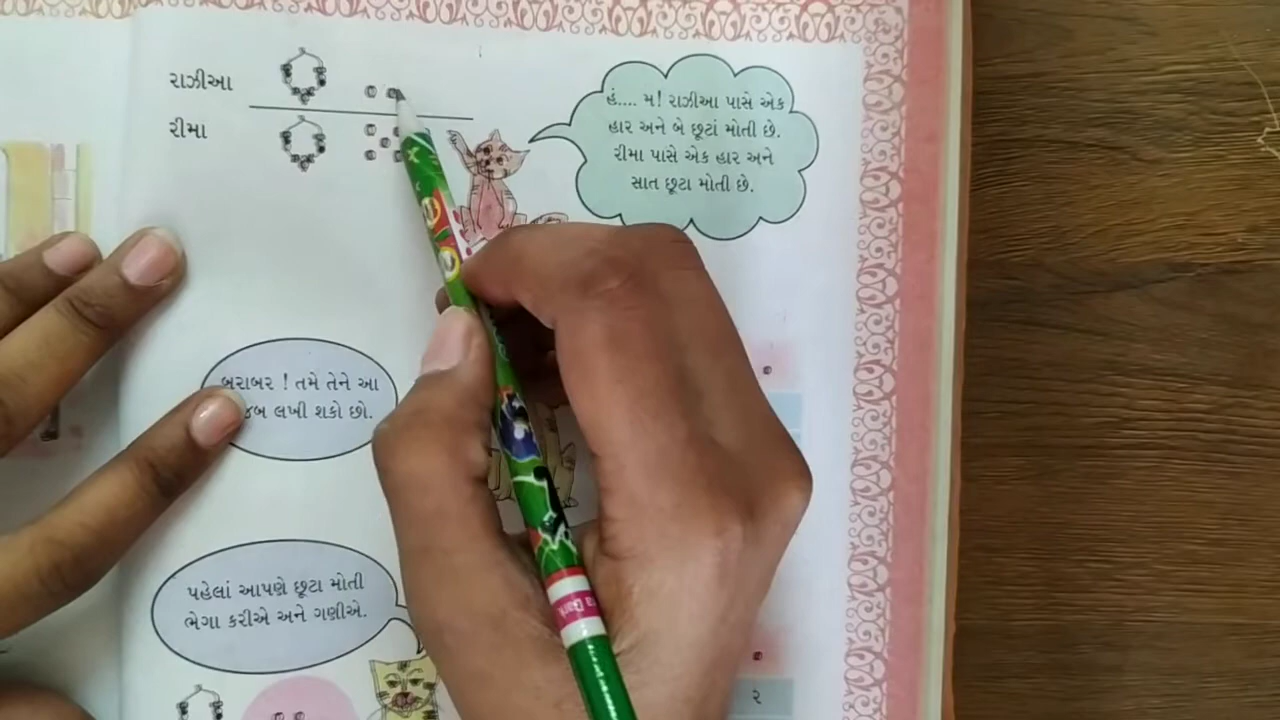 રાઝીઆ
રીમા
હં.... મ! રાઝીઆ પાસે એક
હાર અને બે છૂટાં મોતી છે.
રીમા પાસે એક હાર અને
સાત છૂટા મોતી છે.
બરાબર ! તમે તેને આ
લખી શકો છો.
પહેલાં આપણે છૂટા મોતી
ભેગા કરીએ અને ગણીએ.
૨